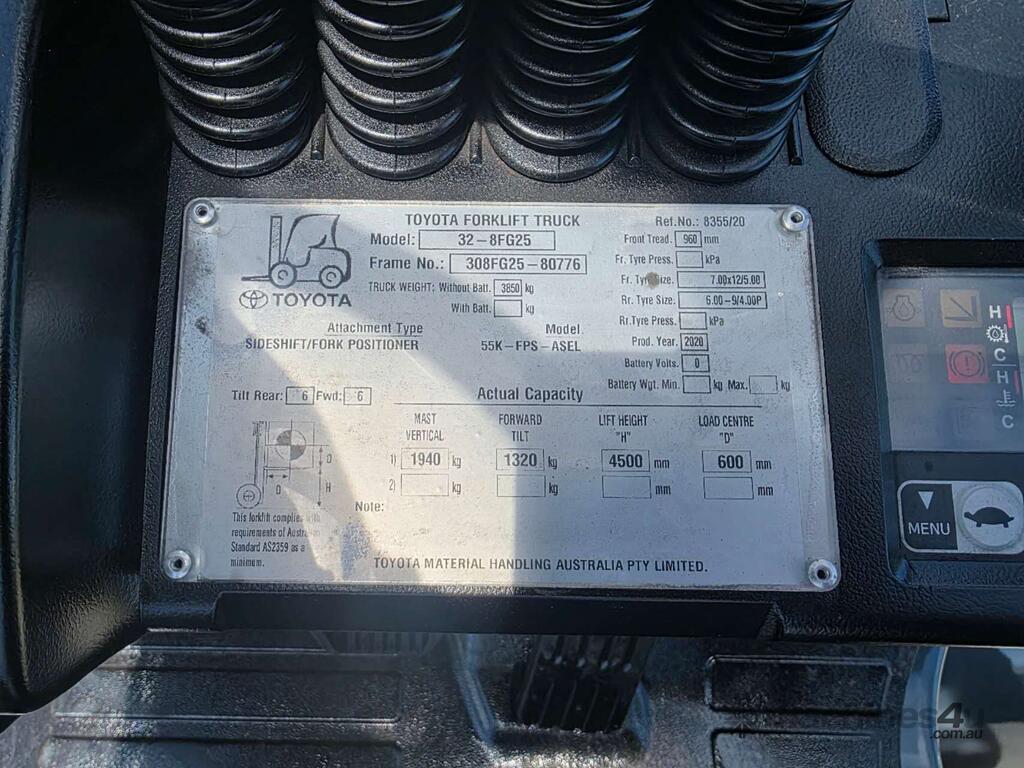 TOYOTA FORKLIFT TRUCK
Ref.No.: 8355/20
Model: 32-8FG25
Frame No.: 308FG25-80776
TRUCK WEIGHT: Without Batt. 3850 kg
With Batt. kg
TOYOTA
Front Tread. 960 mm
Fr. Tyre Press. kPa
Fr. Tyre Size. 7.00x12/5.00
Rr. Tyre Size. 6.00-9/4.00P
Rr.Tyre Press. kPa
Prod. Year. 2020
Battery Volts. 0
Battery Wgt. Min. kg Max. kg
Attachment Type Model
SIDESHIFT/FORK POSITIONER 55K-FPS-ASEL
Tilt Rear: 6 Fwd: 6
Actual Capacity
MAST VERTICAL
FORWARD TILT
LIFT HEIGHT "H"
LOAD CENTRE "D"
1) 1940 kg 1320 kg 4500 mm 600 mm
2) kg kg mm mm
D
D H
Note:
This forklift complies with
requirements of Australian
Standard AS2359 as a
minimum.
TOYOTA MATERIAL HANDLING AUSTRALIA PTY LIMITED.
H
C
H
C
MENU
es4u
.com.au